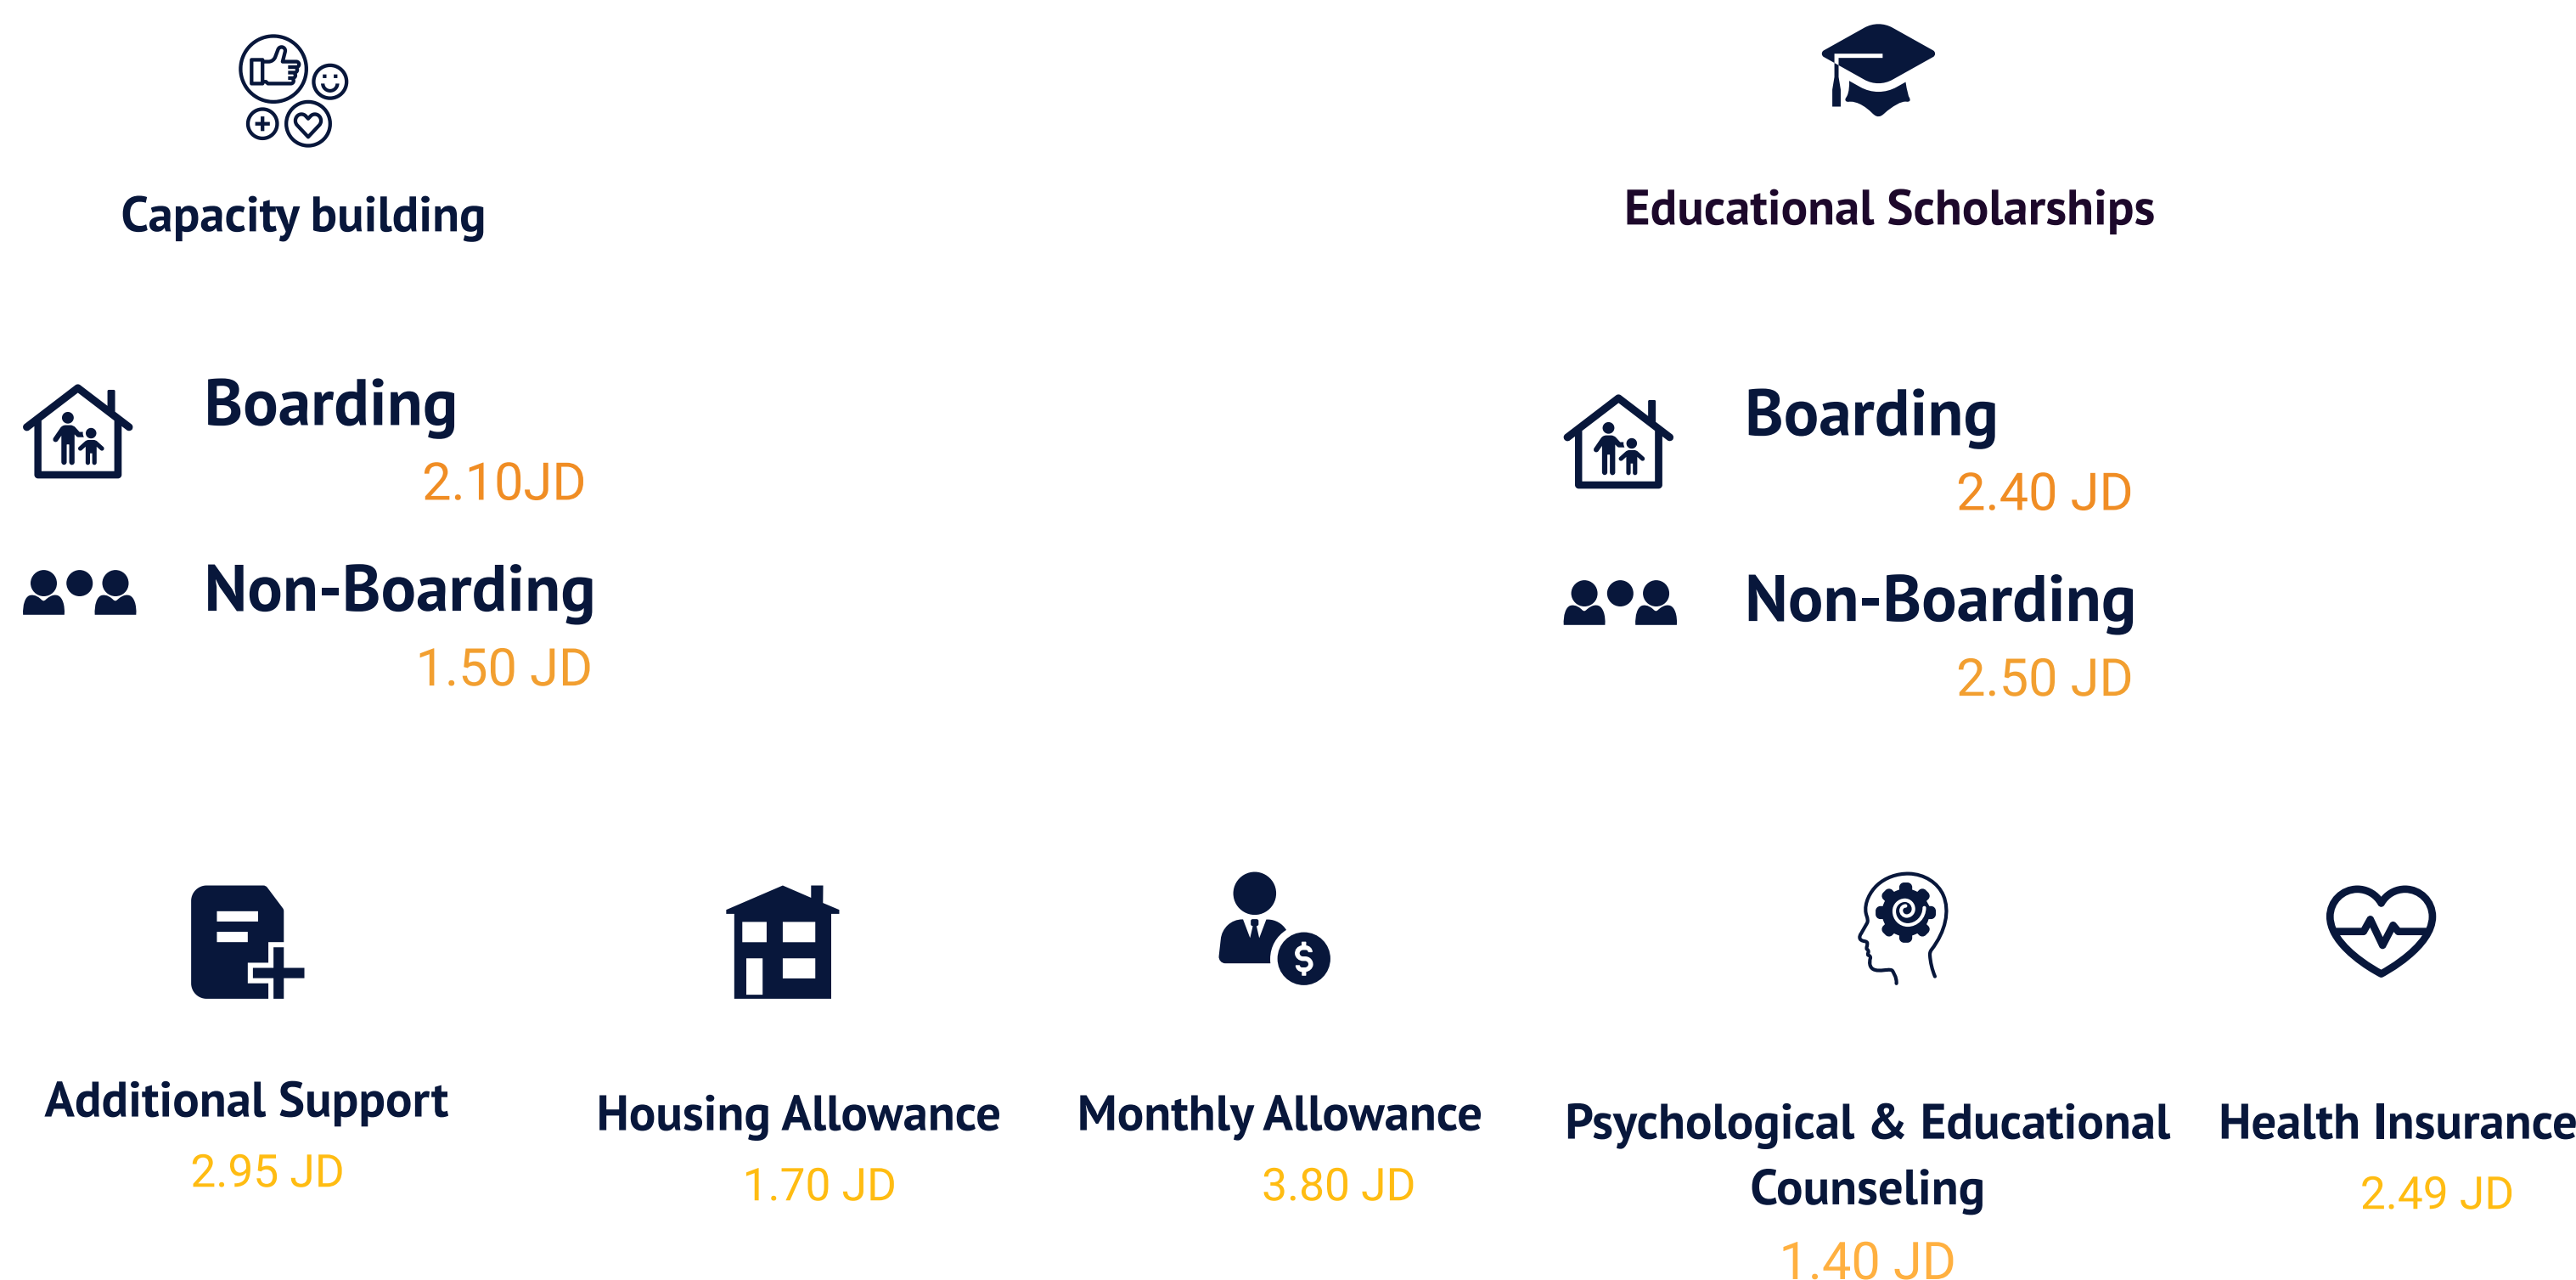 Capacity building
Educational Scholarships
Boarding
2.10JD
Non-Boarding
1.50 JD
Boarding
2.40 JD
Non-Boarding
2.50 JD
Additional Support
2.95 JD
Housing Allowance
1.70 JD
Monthly Allowance
3.80 JD
Psychological & Educational
Counseling
1.40 JD
Health Insurance
2.49 JD